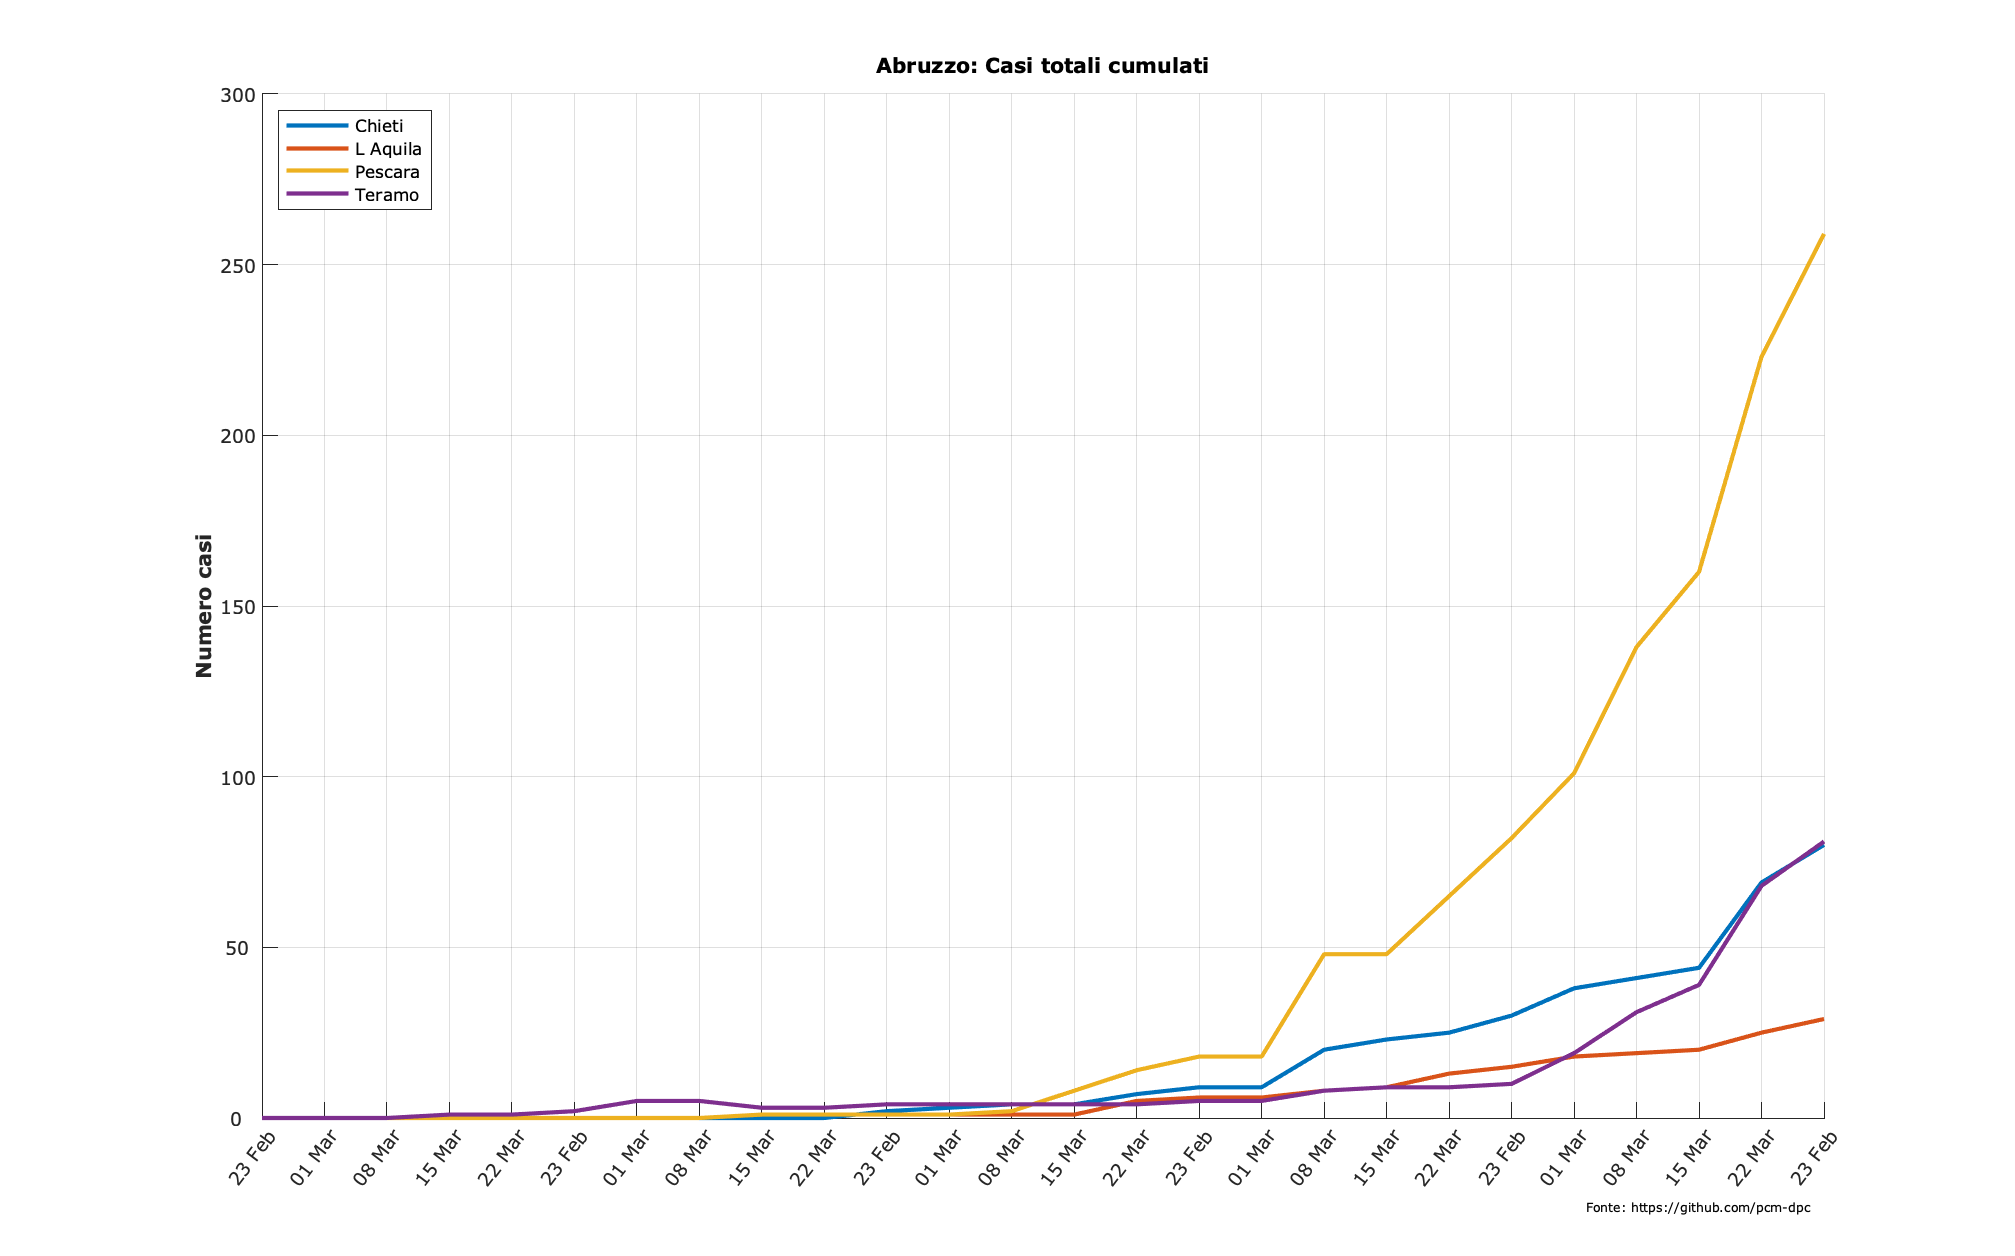 Abruzzo: Casi totali cumulati
300
250
200
150
100
50
0
Numero casi
Chieti
L Aquila
Pescara
Teramo
23 Feb
01 Mar
08 Mar
15 Mar
22 Mar
23 Feb
01 Mar
08 Mar
15 Mar
22 Mar
23 Feb
01 Mar
08 Mar
15 Mar
22 Mar
23 Feb
01 Mar
08 Mar
15 Mar
22 Mar
23 Feb
01 Mar
08 Mar
15 Mar
22 Mar
23 Feb
Fonte: https://github.com/pcm-dpc